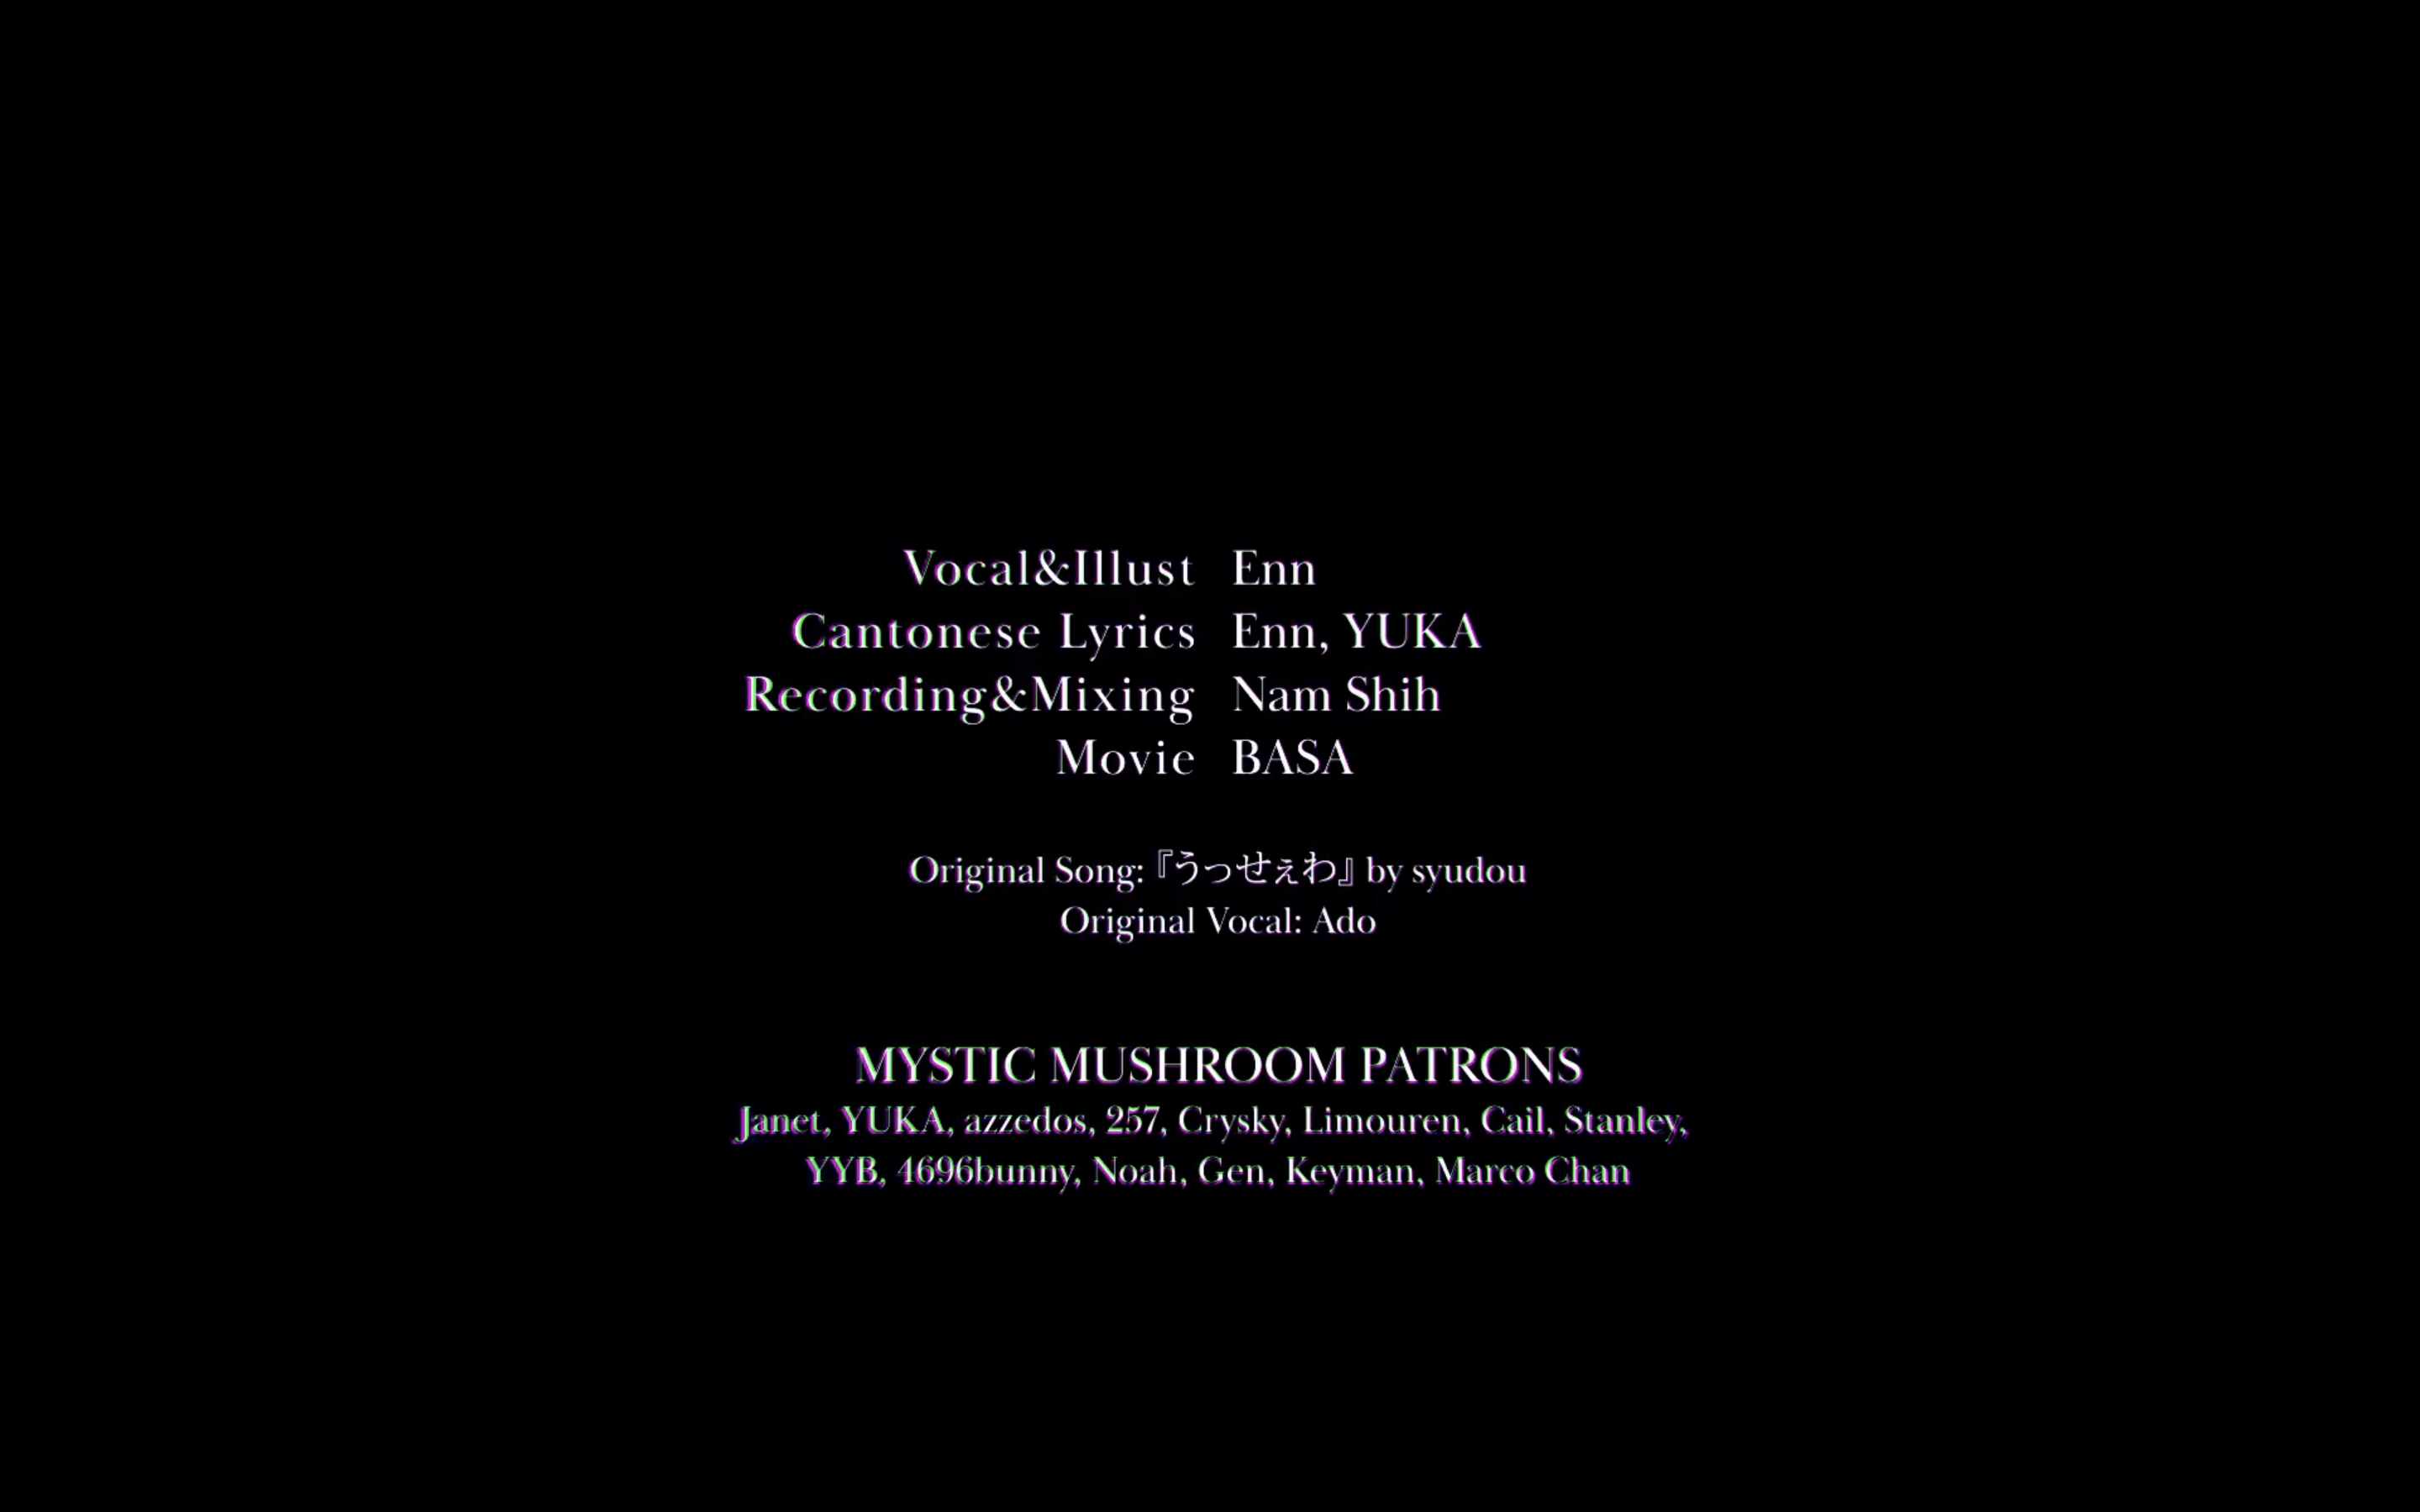 Vocal&Illust Enn
Cantonese Lyrics Enn, YUKA
Recording&Mixing Nam Shih
Movie BASA
Original Song:『うっせぇわ』by syudou
Original Vocal: Ado
MYSTIC MUSHROOM PATRONS
Janet, YUKA, azzedos, 257, Crysky, Limouren, Cail, Stanley,
YYB, 4696bunny, Noah, Gen, Keyman, Marco Chan